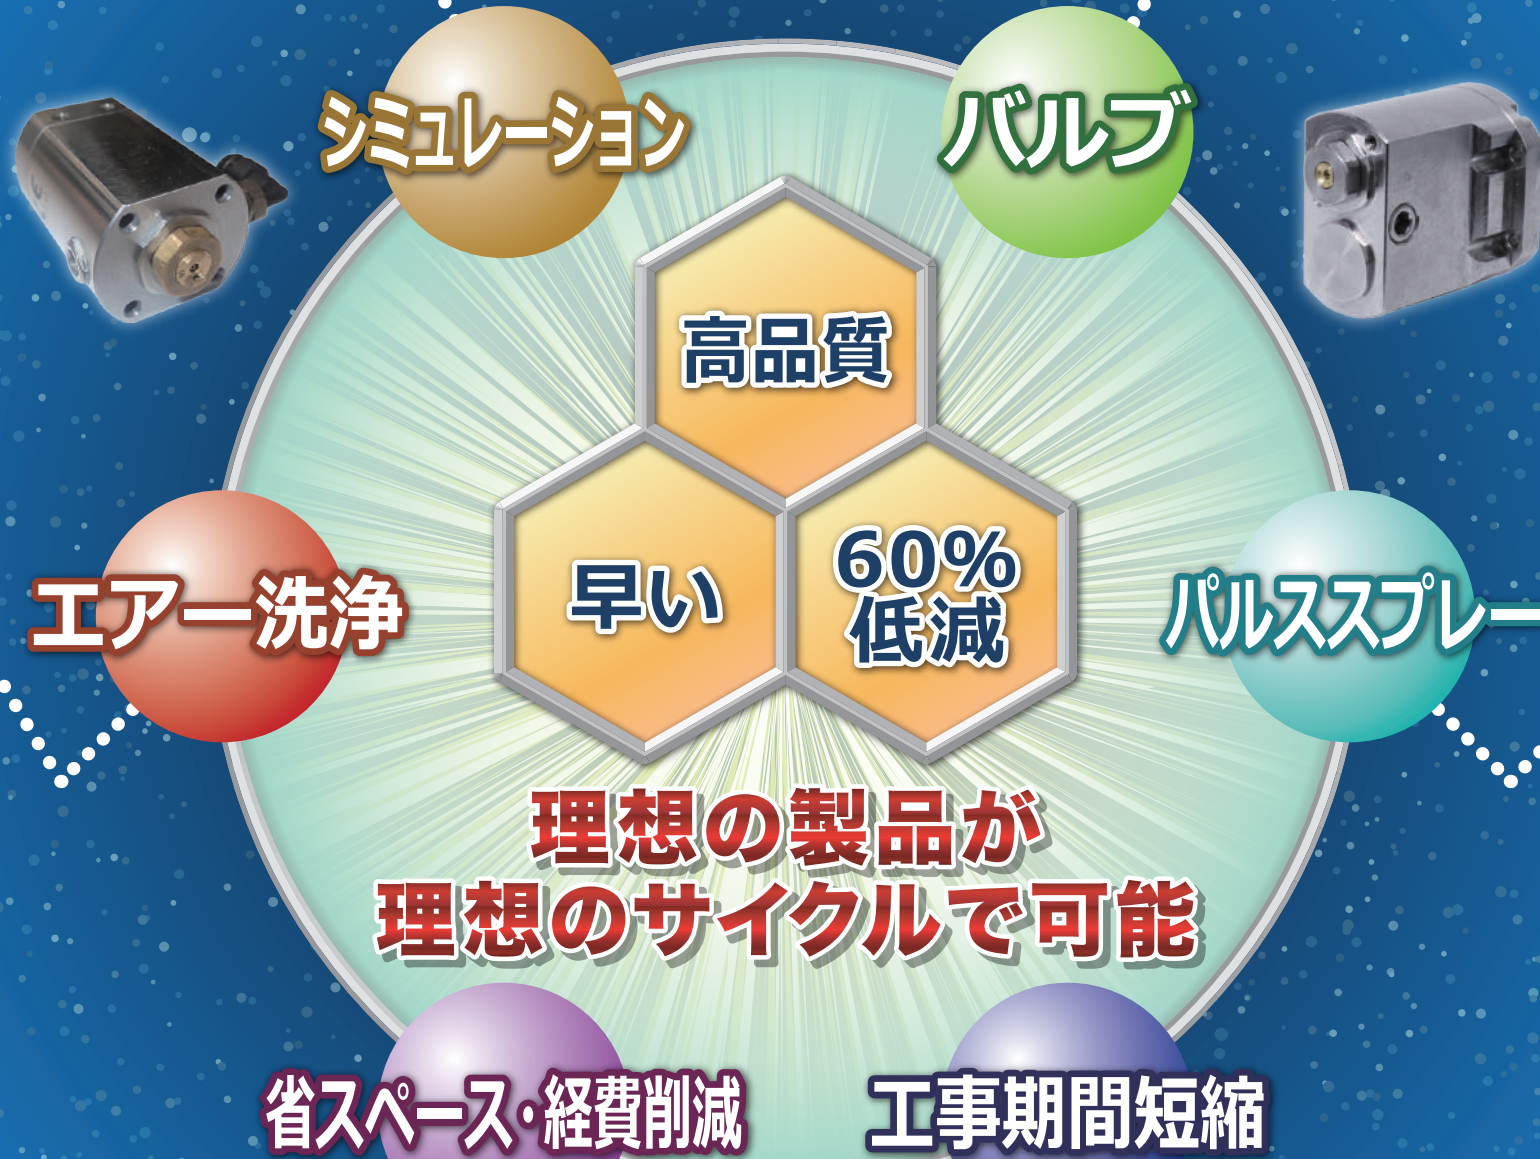 シミュレーション
バルブ
高品質
早い
60%
低減
エアー洗浄
パルススプレー
理想の製品が
理想のサイクルで可能
省スペース・経費削減
工事期間短縮